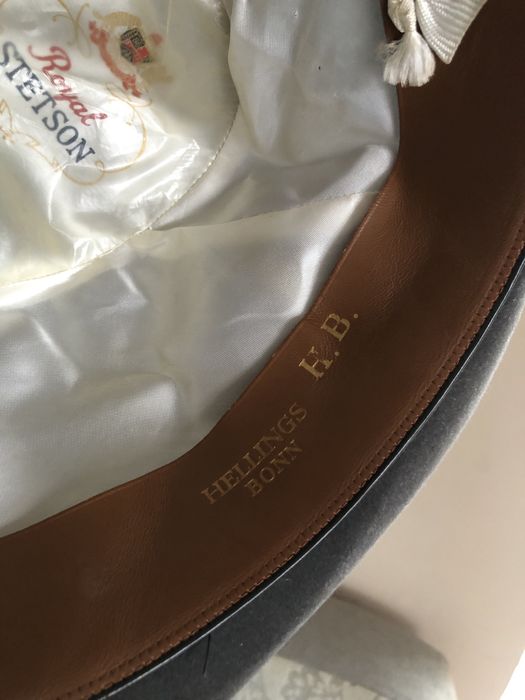 Royal
STETSON
H. B.
HELLINGS
BONN